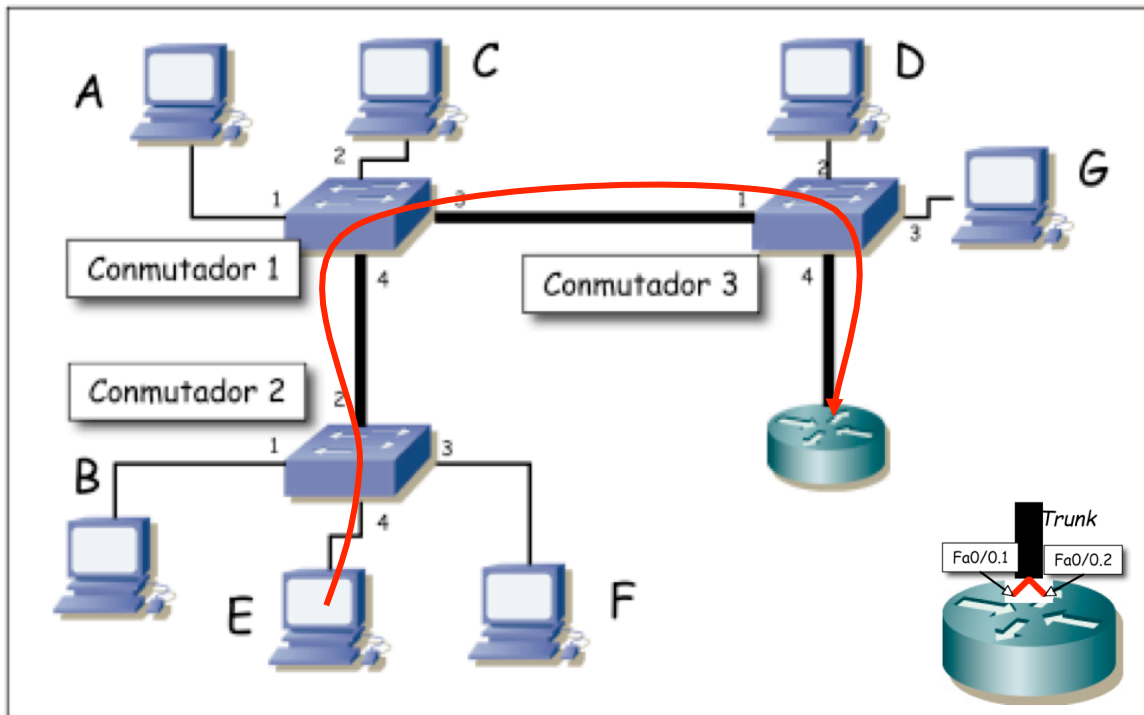 A
C
D
G
2
2
1
3
1
3
Conmutador 1
4
Conmutador 3
4
Conmutador 2
2
1
3
B
4
E
F
Trunk
Fa0/0.1
Fa0/0.2